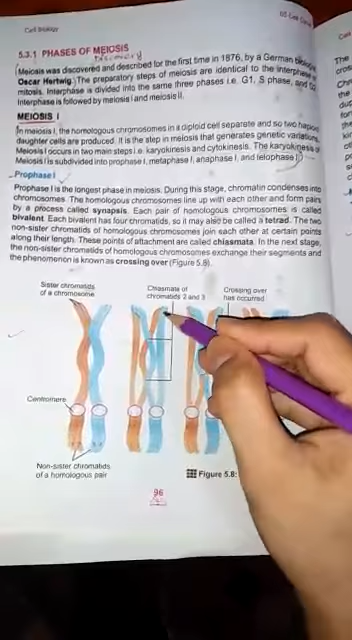 Cell Biology
5.3.1 PHASES OF MEIOSIS
Discovery
Meiosis was discovered and described for the first time in 1876, by a German
Oscar Hertwig. The preparatory steps of meiosis are identical to the interphase
mitosis. Interphase is divided into the same three phases i.e. G1, S phase, and
Interphase is followed by meiosis I and meiosis II.
MEIOSIS I
In meiosis I, the homologous chromosomes in a diploid cell separate and so two haploid
daughter cells are produced. It is the step in meiosis that generates genetic variations.
Meiosis I occurs in two main steps i.e. karyokinesis and cytokinesis. The karyokinesis
Meiosis I is subdivided into prophase I, metaphase I, anaphase I, and telophase I.
Prophase I
Prophase I is the longest phase in meiosis. During this stage, chromatin condenses into
chromosomes. The homologous chromosomes line up with each other and form pairs
by a process called synapsis. Each pair of homologous chromosomes is called
bivalent. Each bivalent has four chromatids, so it may also be called a tetrad. The two
non-sister chromatids of homologous chromosomes join each other at certain points
along their length. These points of attachment are called chiasmata. In the next stage,
the non-sister chromatids of homologous chromosomes exchange their segments and
the phenomenon is known as crossing over (Figure 5.8).
Sister chromatids
of a chromosome
Chiasmata of
chromatids 2 and 3
Crossing over
has occurred
Centromere
Non-sister chromatids
of a homologous pair
Figure 5.8:
96